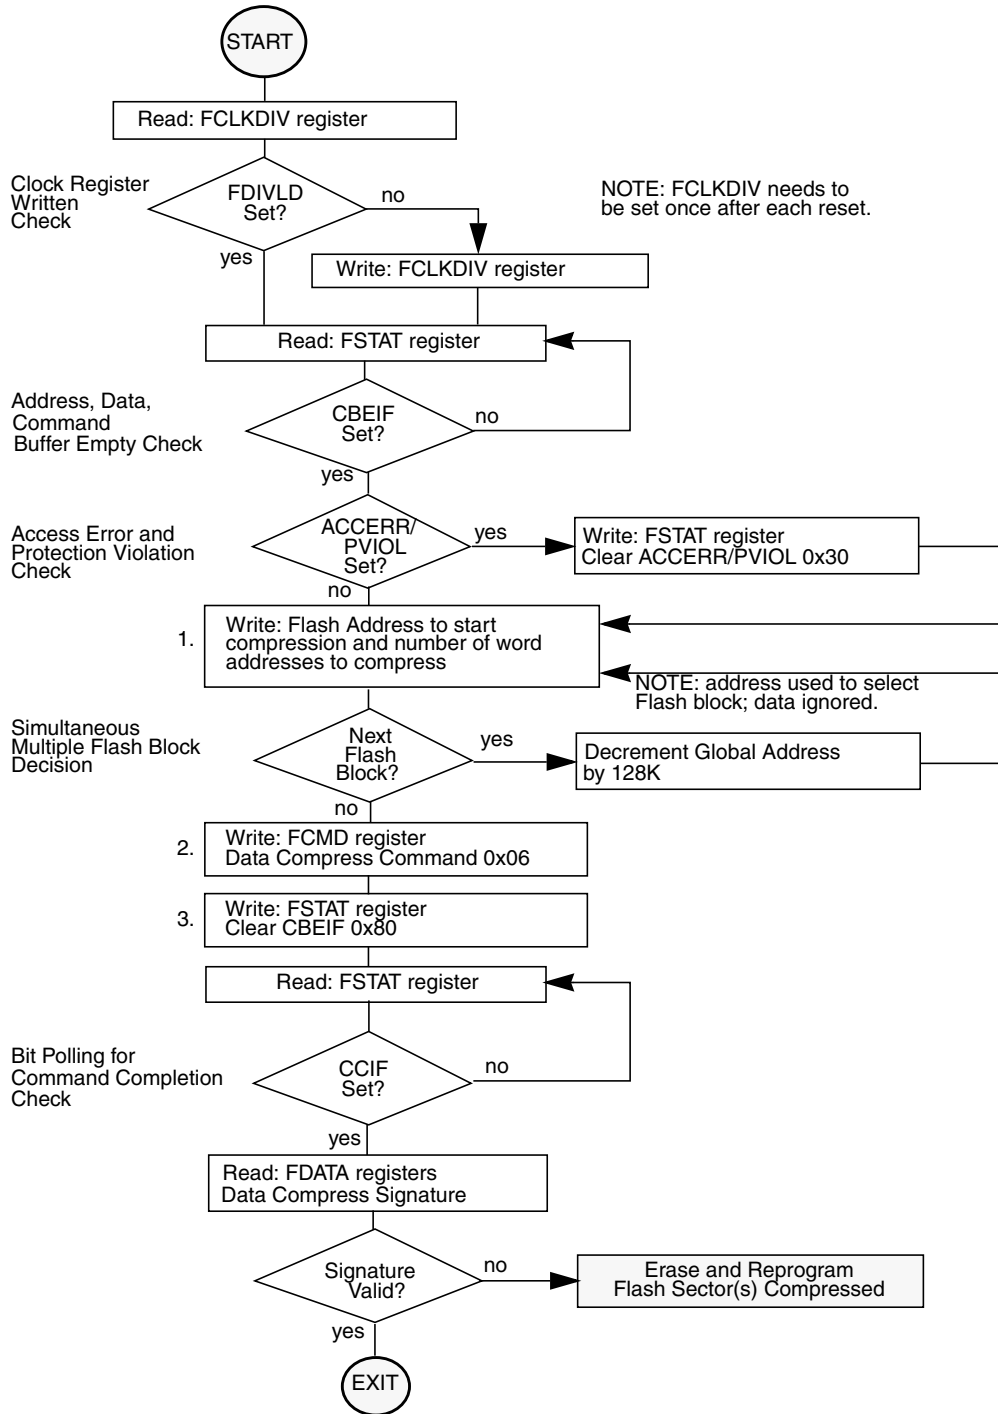 START
Read: FCLKDIV register
Clock Register
Written
Check
FDIVLD
Set?
no
yes
NOTE: FCLKDIV needs to
be set once after each reset.
Write: FCLKDIV register
Read: FSTAT register
Address, Data,
Command
Buffer Empty Check
CBEIF
Set?
no
yes
Access Error and
Protection Violation
Check
ACCERR/
PVIOL
Set?
yes
no
Write: FSTAT register
Clear ACCERR/PVIOL 0x30
1.
Write: Flash Address to start
compression and number of word
addresses to compress
NOTE: address used to select
Flash block; data ignored.
Simultaneous
Multiple Flash Block
Decision
Next
Flash
Block?
yes
no
Decrement Global Address
by 128K
2.
Write: FCMD register
Data Compress Command 0x06
3.
Write: FSTAT register
Clear CBEIF 0x80
Read: FSTAT register
Bit Polling for
Command Completion
Check
CCIF
Set?
no
yes
Read: FDATA registers
Data Compress Signature
Signature
Valid?
no
yes
Erase and Reprogram
Flash Sector(s) Compressed
EXIT